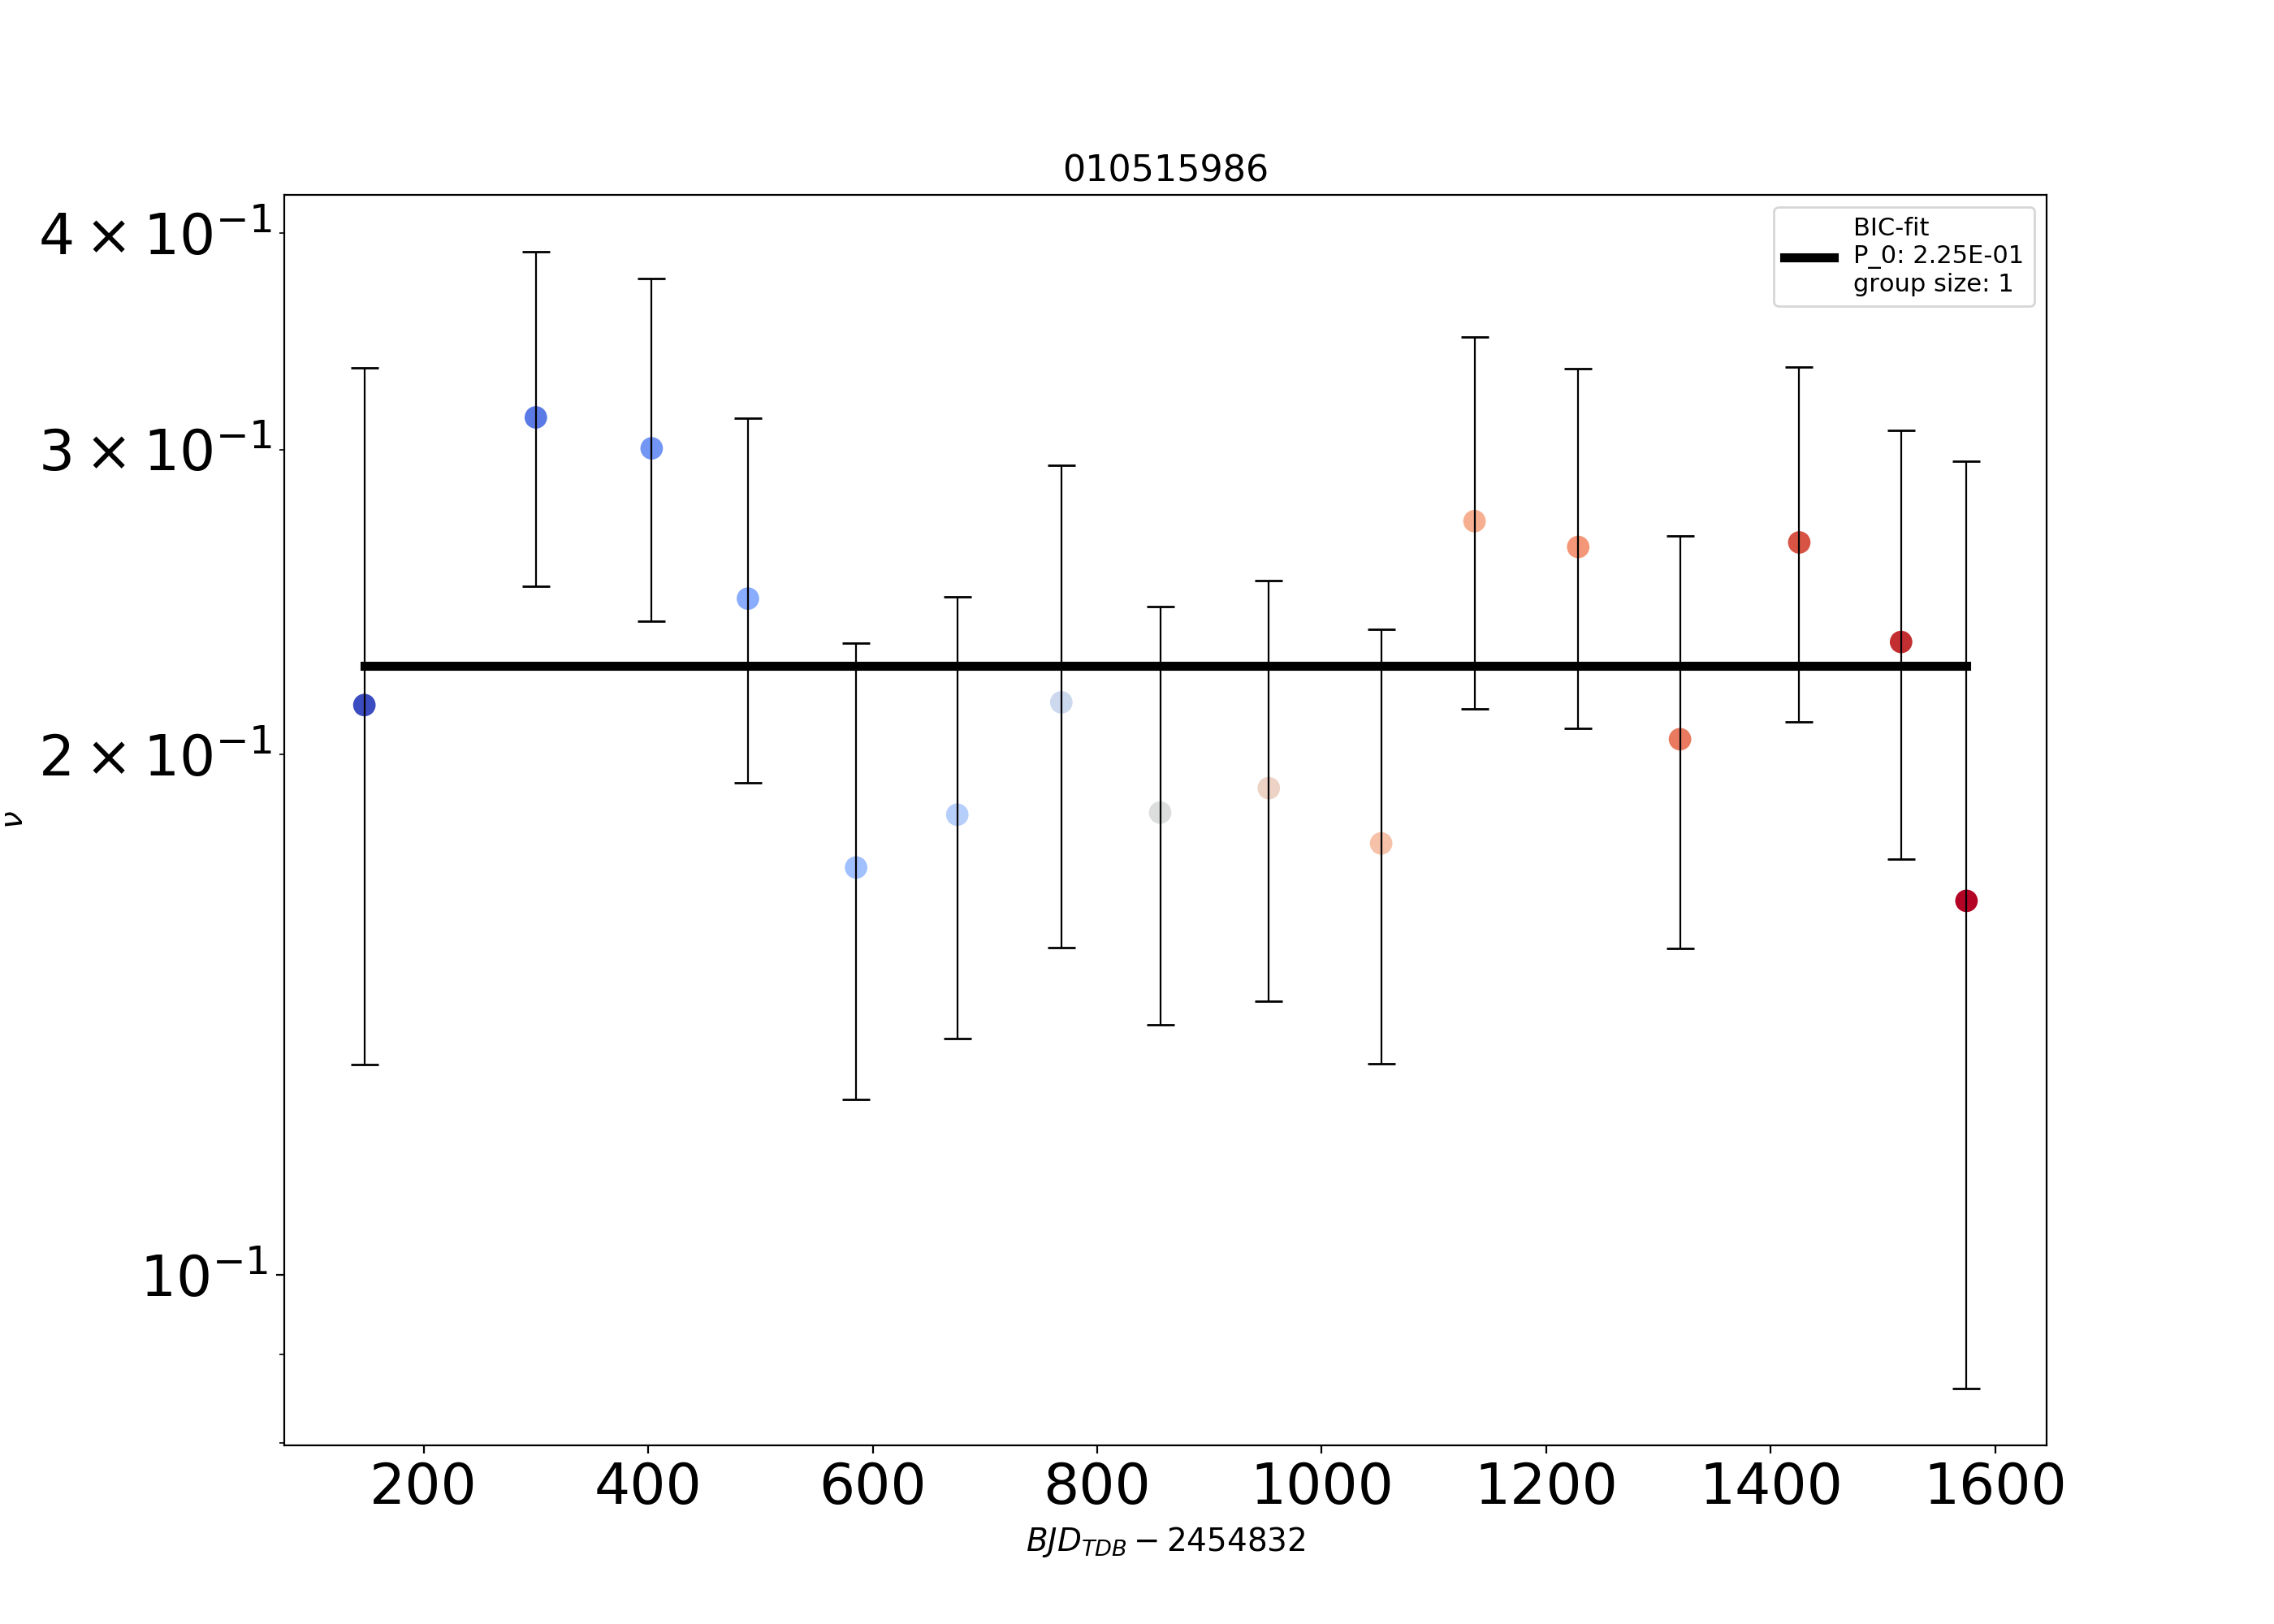 010515986
4 × 10⁻¹
3 × 10⁻¹
2 × 10⁻¹
10⁻¹
ν
BIC-fit
P_0: 2.25E-01
group size: 1
200 400 600 800 1000 1200 1400 1600
BJD_TDB − 2454832